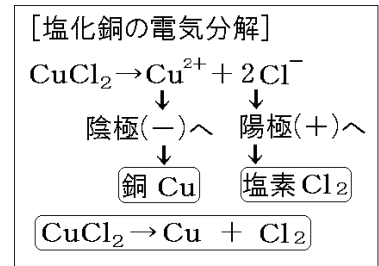 [塩化銅の電気分解]
CuCl₂→Cu²⁺+2Cl⁻
↓ ↓
陰極(−)へ 陽極(+)へ
↓ ↓
銅 Cu 塩素 Cl₂
CuCl₂→Cu + Cl₂